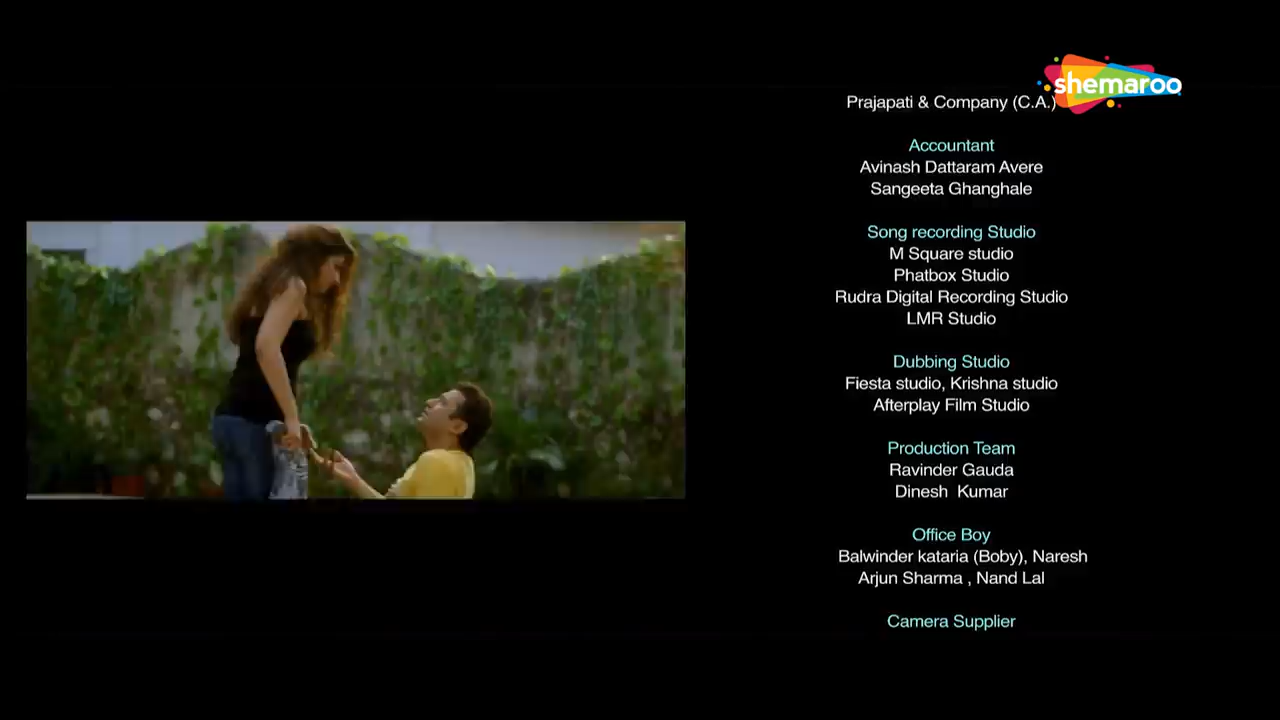 shemaroo
Prajapati & Company (C.A.)
Accountant
Avinash Dattaram Avere
Sangeeta Ghanghale
Song recording Studio
M Square studio
Phatbox Studio
Rudra Digital Recording Studio
LMR Studio
Dubbing Studio
Fiesta studio, Krishna studio
Afterplay Film Studio
Production Team
Ravinder Gauda
Dinesh  Kumar
Office Boy
Balwinder kataria (Boby), Naresh
Arjun Sharma , Nand Lal
Camera Supplier